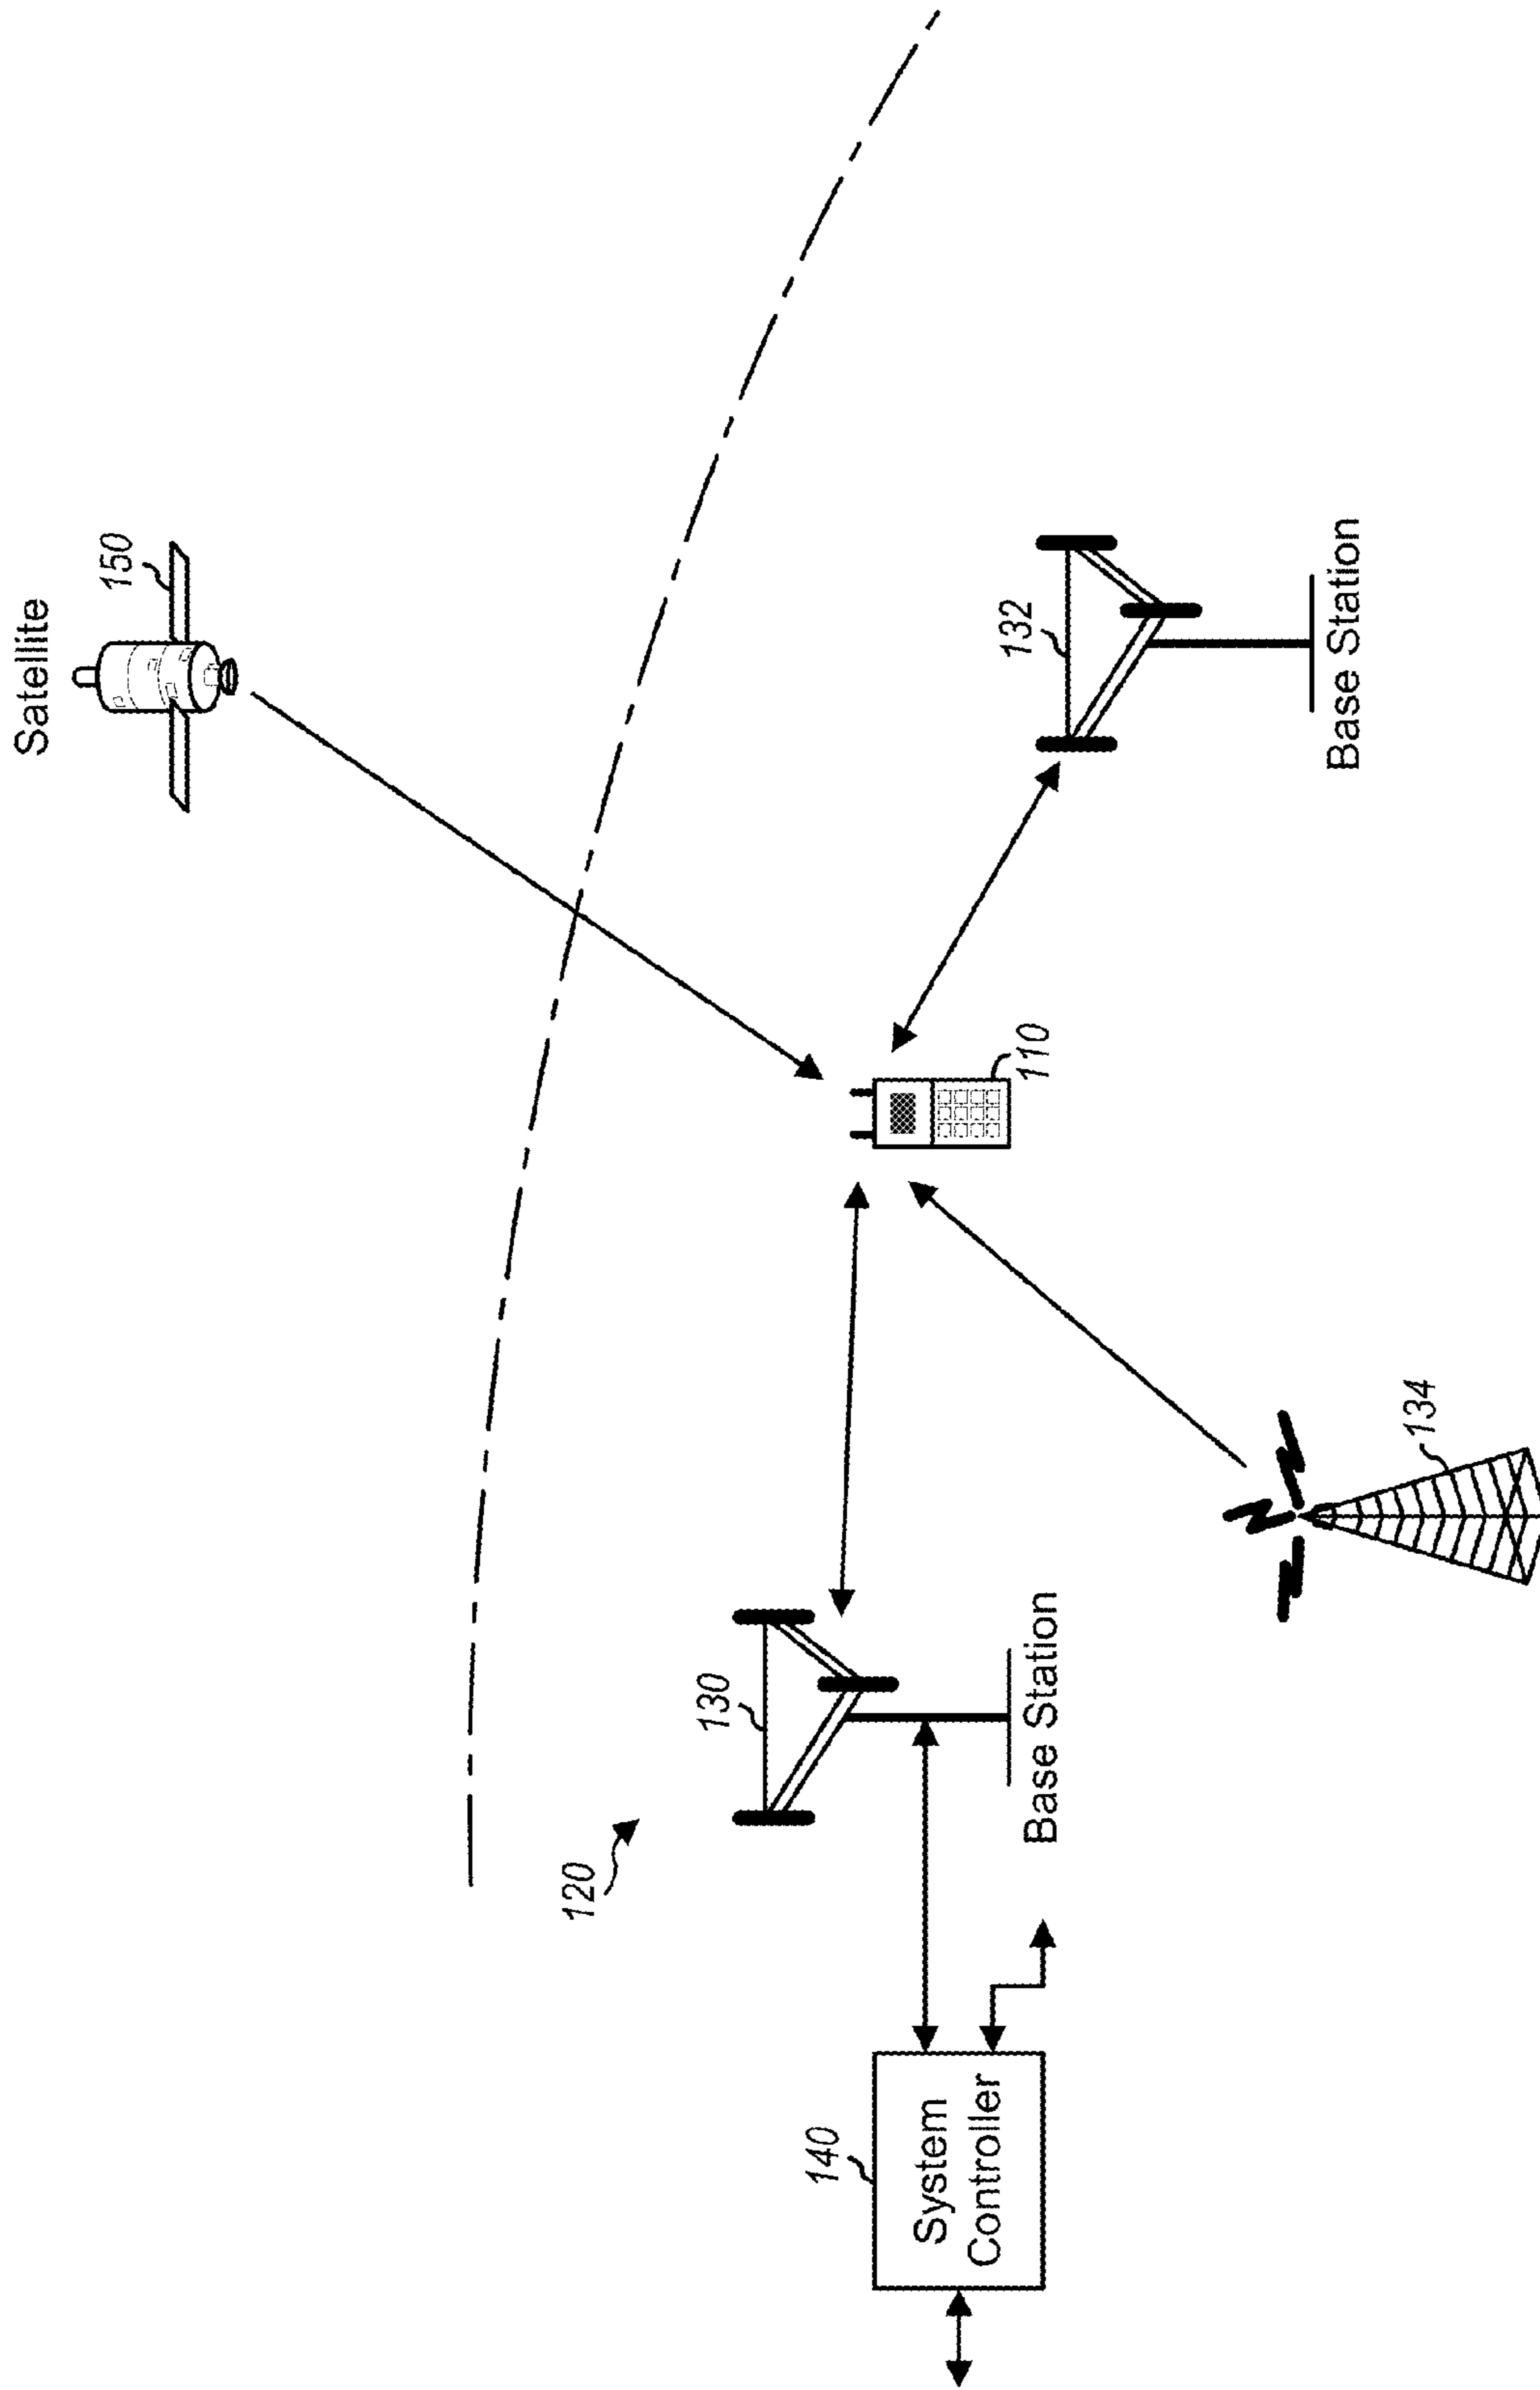 Satellite
150
120
130
Base Station
140
System
Controller
110
132
Base Station
134